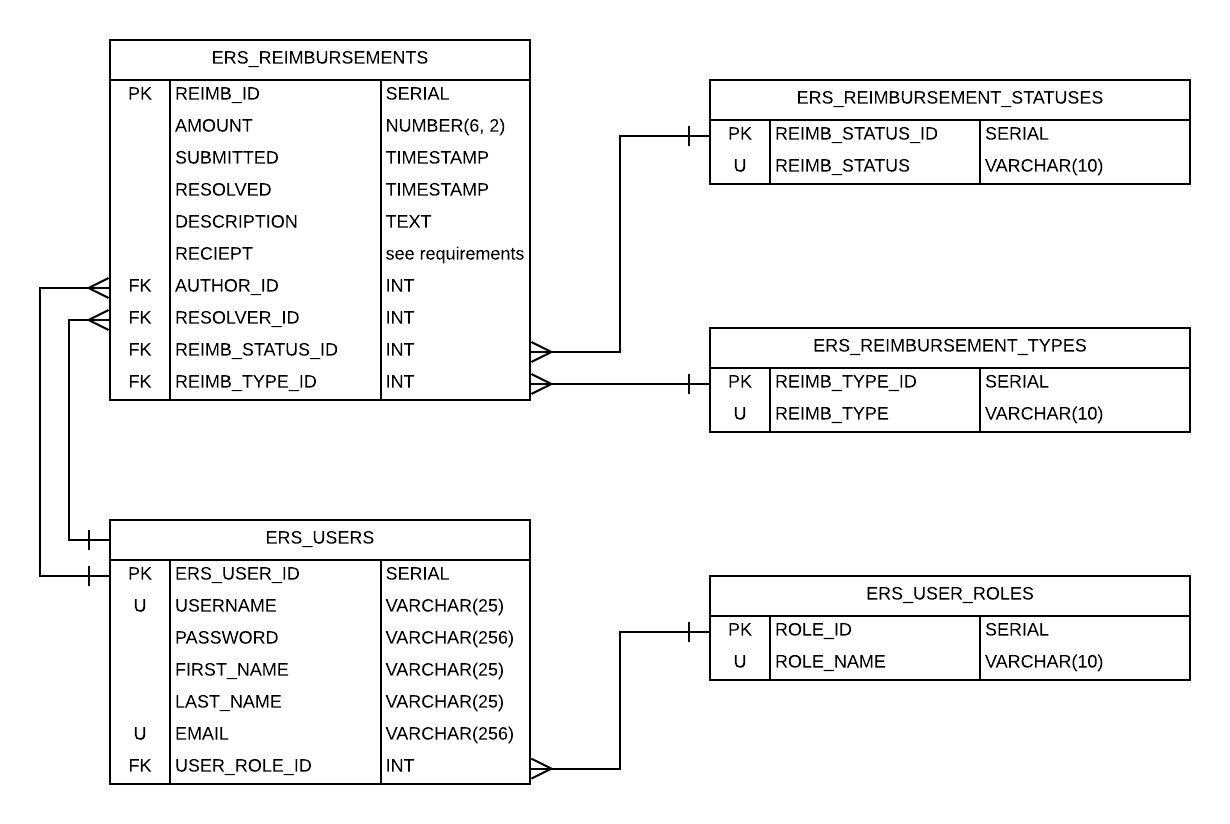 ERS_REIMBURSEMENTS
PK REIMB_ID SERIAL
AMOUNT NUMBER(6, 2)
SUBMITTED TIMESTAMP
RESOLVED TIMESTAMP
DESCRIPTION TEXT
RECIEPT see requirements
FK AUTHOR_ID INT
FK RESOLVER_ID INT
FK REIMB_STATUS_ID INT
FK REIMB_TYPE_ID INT
ERS_REIMBURSEMENT_STATUSES
PK REIMB_STATUS_ID SERIAL
U REIMB_STATUS VARCHAR(10)
ERS_REIMBURSEMENT_TYPES
PK REIMB_TYPE_ID SERIAL
U REIMB_TYPE VARCHAR(10)
ERS_USERS
PK ERS_USER_ID SERIAL
U USERNAME VARCHAR(25)
PASSWORD VARCHAR(256)
FIRST_NAME VARCHAR(25)
LAST_NAME VARCHAR(25)
U EMAIL VARCHAR(256)
FK USER_ROLE_ID INT
ERS_USER_ROLES
PK ROLE_ID SERIAL
U ROLE_NAME VARCHAR(10)